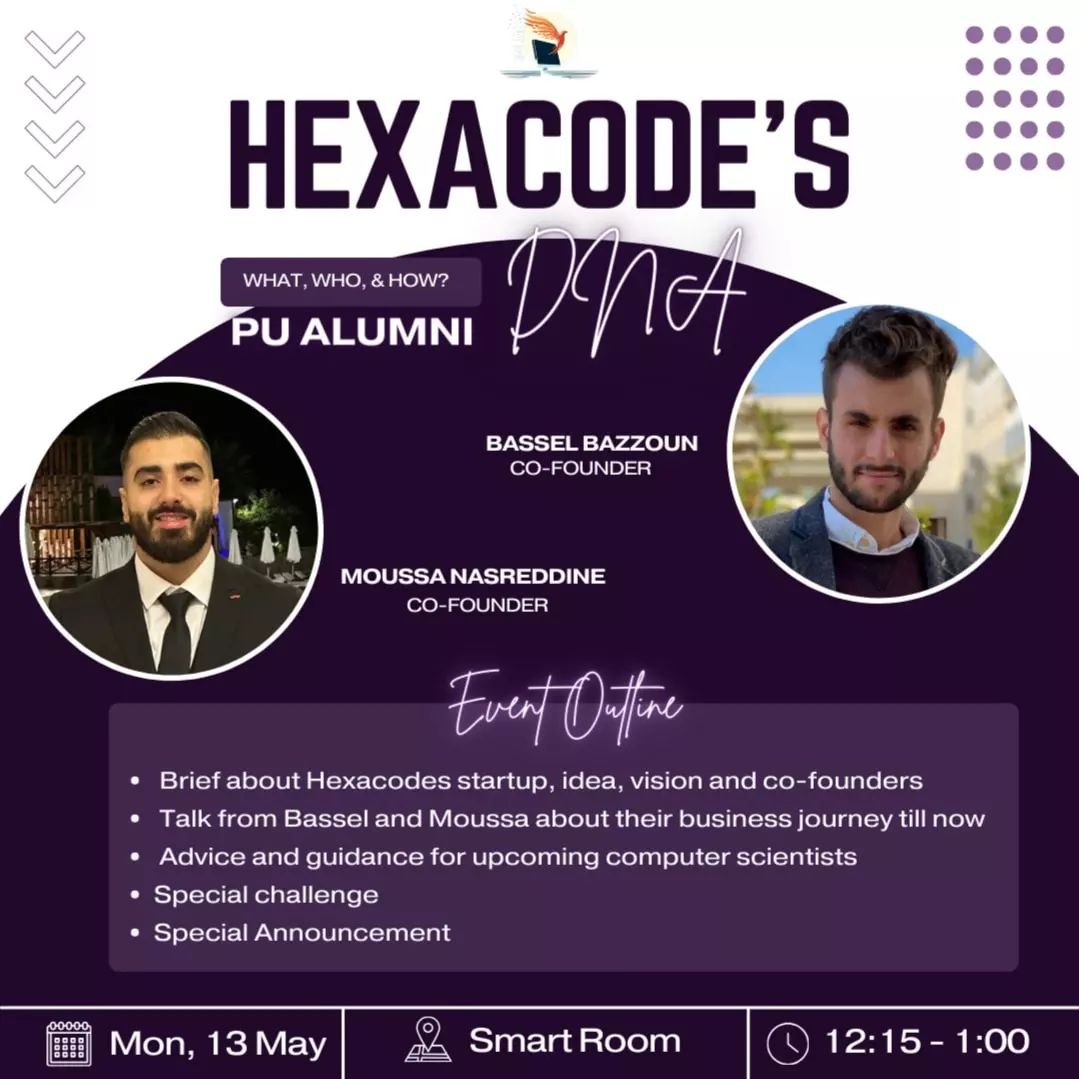 HEXACODE'S
DNA
WHAT, WHO, & HOW?
PU ALUMNI
BASSEL BAZZOUN
CO-FOUNDER
MOUSSA NASREDDINE
CO-FOUNDER
Event Outline
• Brief about Hexacodes startup, idea, vision and co-founders
• Talk from Bassel and Moussa about their business journey till now
• Advice and guidance for upcoming computer scientists
• Special challenge
• Special Announcement
Mon, 13 May
Smart Room
12:15 - 1:00